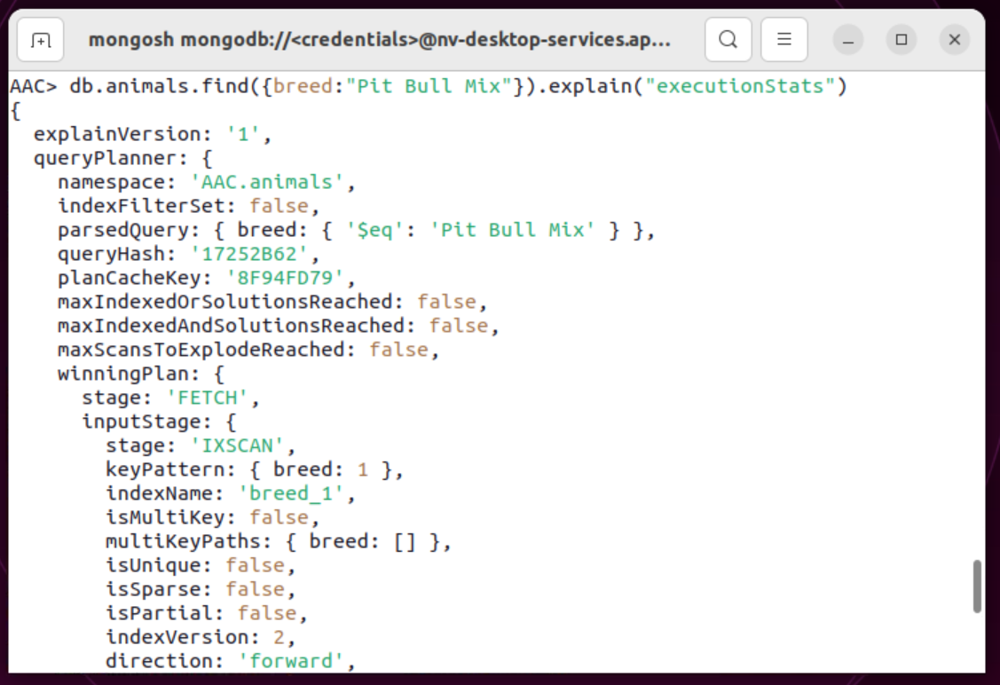 mongosh mongodb://<credentials>@nv-desktop-services.ap...
AAC> db.animals.find({breed:"Pit Bull Mix"}).explain("executionStats")
{
  explainVersion: '1',
  queryPlanner: {
    namespace: 'AAC.animals',
    indexFilterSet: false,
    parsedQuery: { breed: { '$eq': 'Pit Bull Mix' } },
    queryHash: '17252B62',
    planCacheKey: '8F94FD79',
    maxIndexedOrSolutionsReached: false,
    maxIndexedAndSolutionsReached: false,
    maxScansToExplodeReached: false,
    winningPlan: {
      stage: 'FETCH',
      inputStage: {
        stage: 'IXSCAN',
        keyPattern: { breed: 1 },
        indexName: 'breed_1',
        isMultiKey: false,
        multiKeyPaths: { breed: [] },
        isUnique: false,
        isSparse: false,
        isPartial: false,
        indexVersion: 2,
        direction: 'forward',